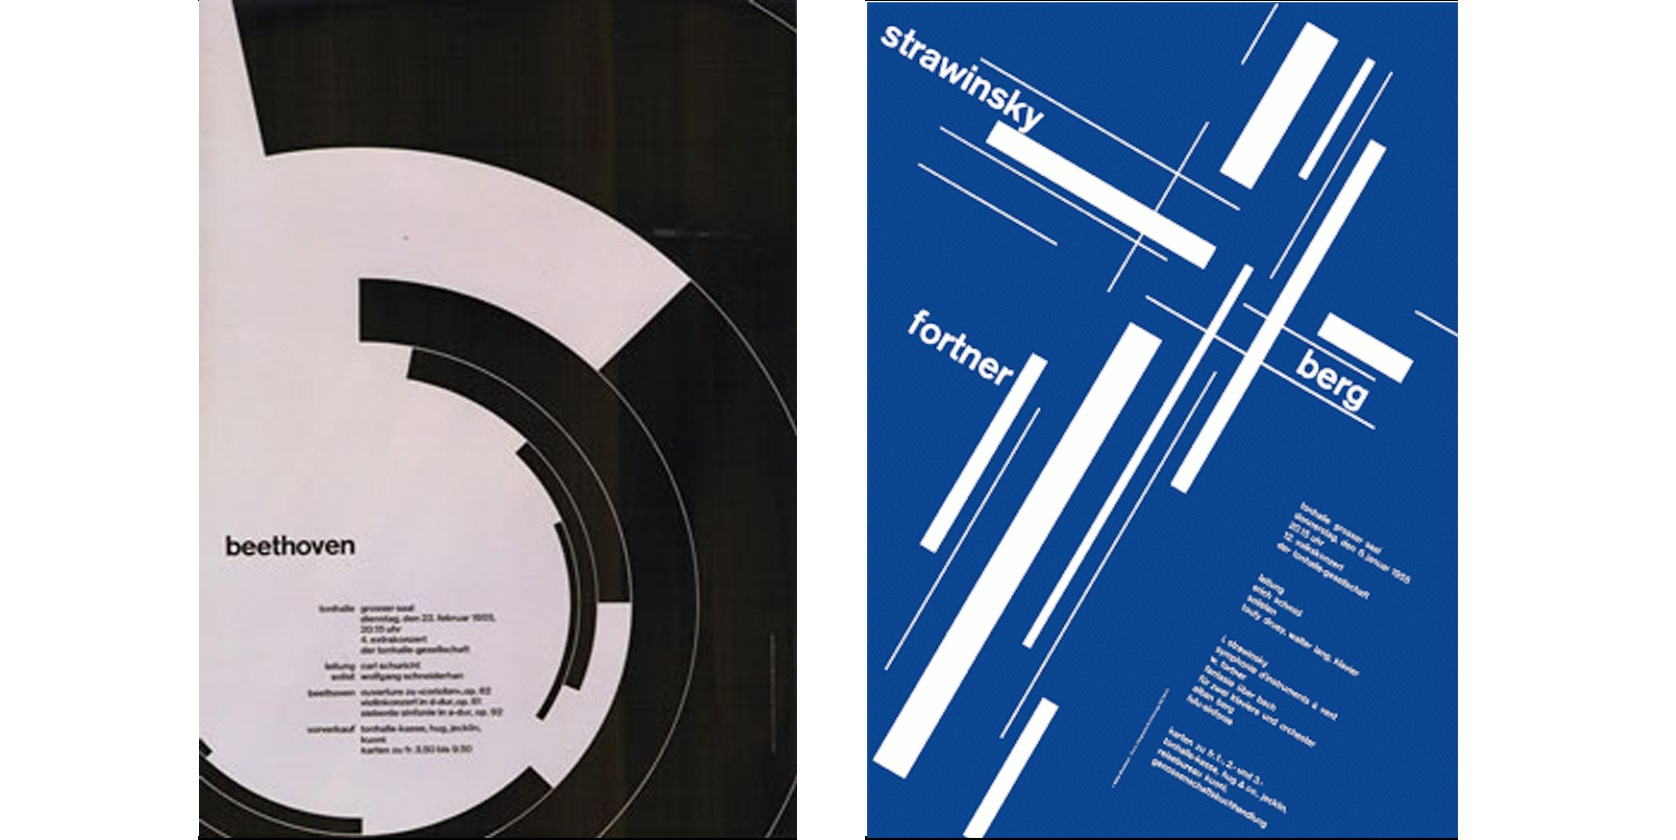 beethoven
tonhalle grosser saal
dienstag, den 22. februar 1955,
20.15 uhr
4. extrakonzert
der tonhalle-gesellschaft
leitung carl schuricht
solist wolfgang schneiderhan
beethoven ouverture zu «coriolan», op. 62
violinkonzert in d-dur, op. 61
siebente sinfonie in a-dur, op. 92
vorverkauf tonhalle-kasse, hug, jecklin,
kuoni
karten zu fr. 3.50 bis 9.50
strawinsky
fortner
berg
tonhalle grosser saal
donnerstag, den 6. januar 1955
20.15 uhr
12. volkskonzert
der tonhalle-gesellschaft
leitung
erich schmid
solisten
walter lang, klavier
i. strawinsky
symphonie d'instruments à vent
w. fortner
fantasie über bach
für zwei klaviere und orchester
alban berg
lulu-sinfonie
karten zu fr. 1.-, 2.- und 3.-
tonhalle-kasse, hug & co., jecklin,
reisebureau kuoni,
genossenschaftsbuchhandlung